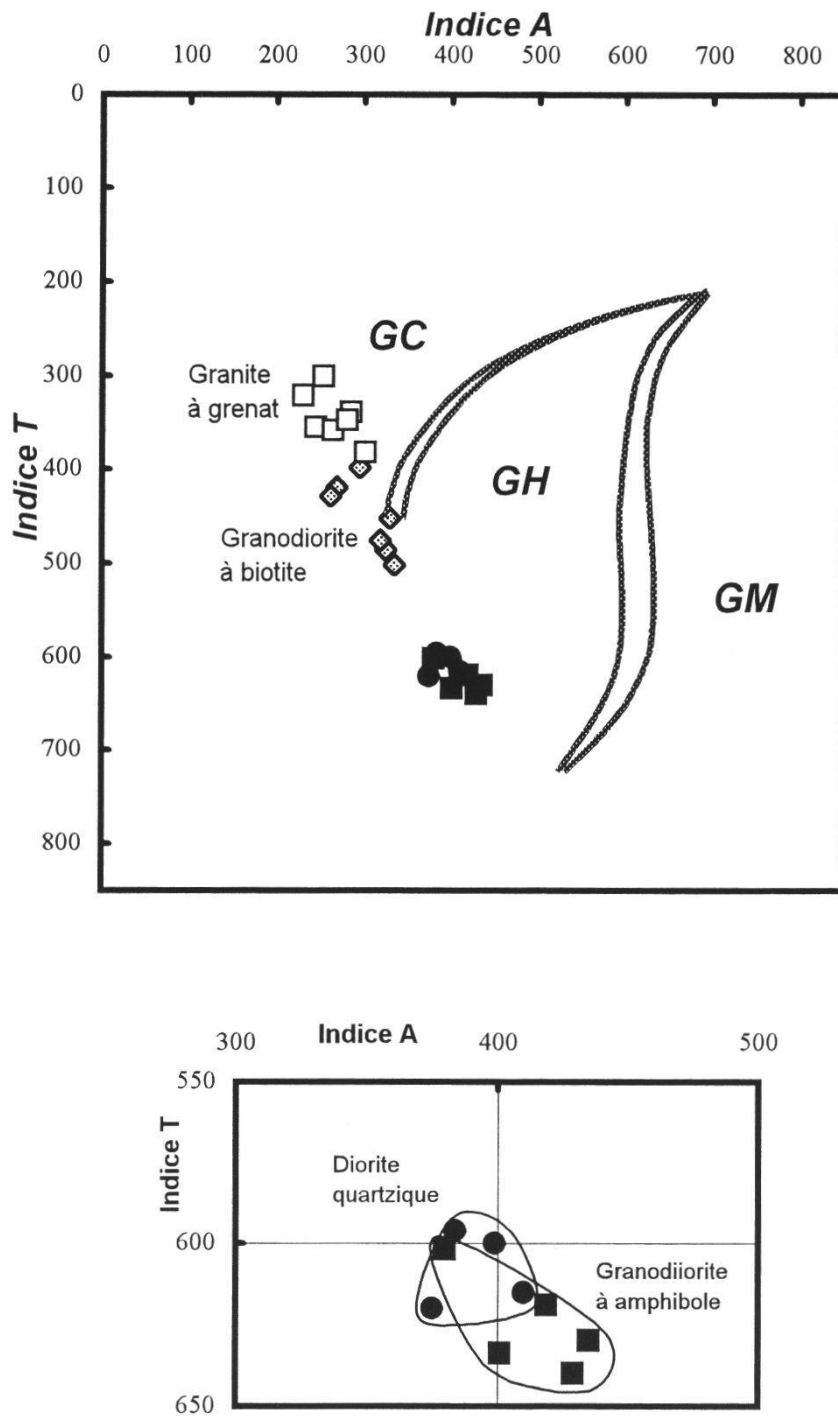 Indice A
0 100 200 300 400 500 600 700 800
0
100
200
300
400
500
600
700
800
Indice T
GC
Granite
à grenat
GH
Granodiorite
à biotite
GM
300 Indice A 400 500
550
600
650
Indice T
Diorite
quartzique
Granodiiorite
à amphibole